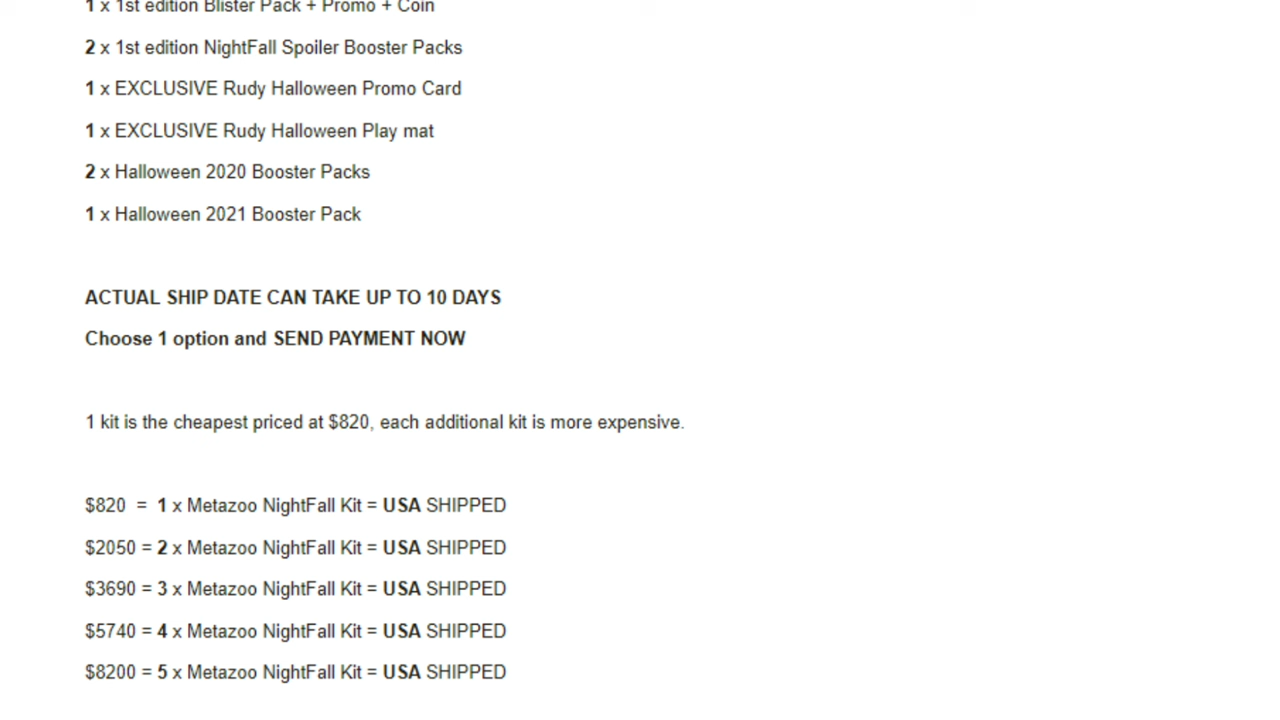 1 x 1st edition Blister Pack + Promo + Coin
2 x 1st edition NightFall Spoiler Booster Packs
1 x EXCLUSIVE Rudy Halloween Promo Card
1 x EXCLUSIVE Rudy Halloween Play mat
2 x Halloween 2020 Booster Packs
1 x Halloween 2021 Booster Pack
ACTUAL SHIP DATE CAN TAKE UP TO 10 DAYS
Choose 1 option and SEND PAYMENT NOW
1 kit is the cheapest priced at $820, each additional kit is more expensive.
$820 = 1 x Metazoo NightFall Kit = USA SHIPPED
$2050 = 2 x Metazoo NightFall Kit = USA SHIPPED
$3690 = 3 x Metazoo NightFall Kit = USA SHIPPED
$5740 = 4 x Metazoo NightFall Kit = USA SHIPPED
$8200 = 5 x Metazoo NightFall Kit = USA SHIPPED